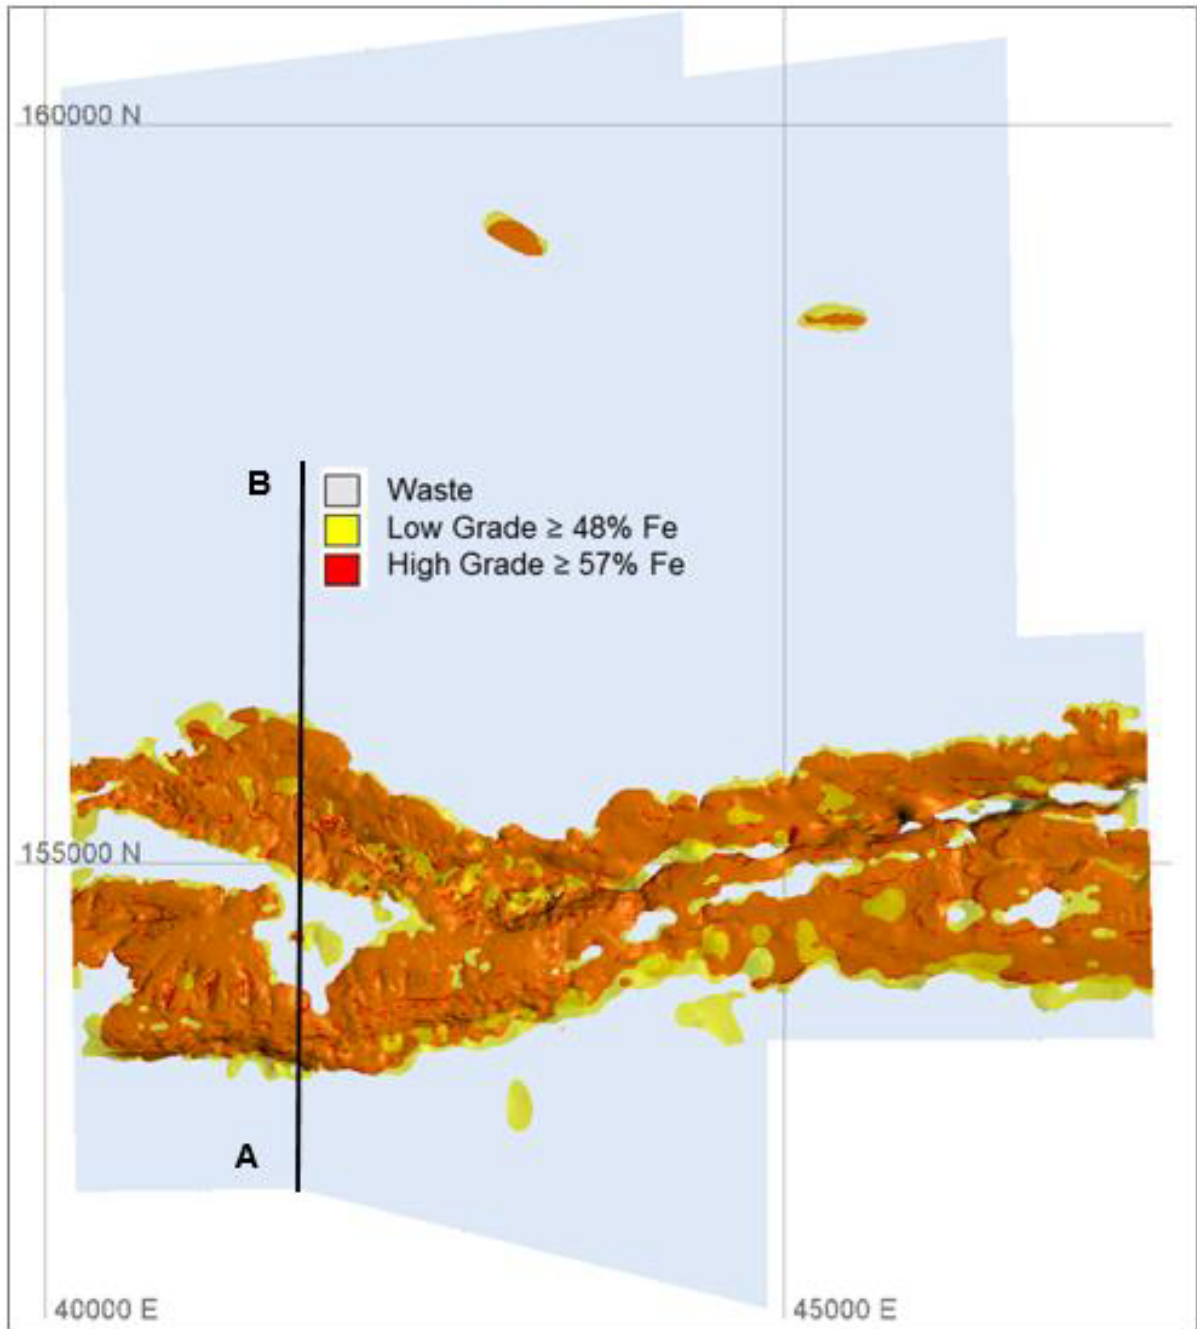 160000 N
B
Waste
Low Grade ≥ 48% Fe
High Grade ≥ 57% Fe
155000 N
A
40000 E
45000 E